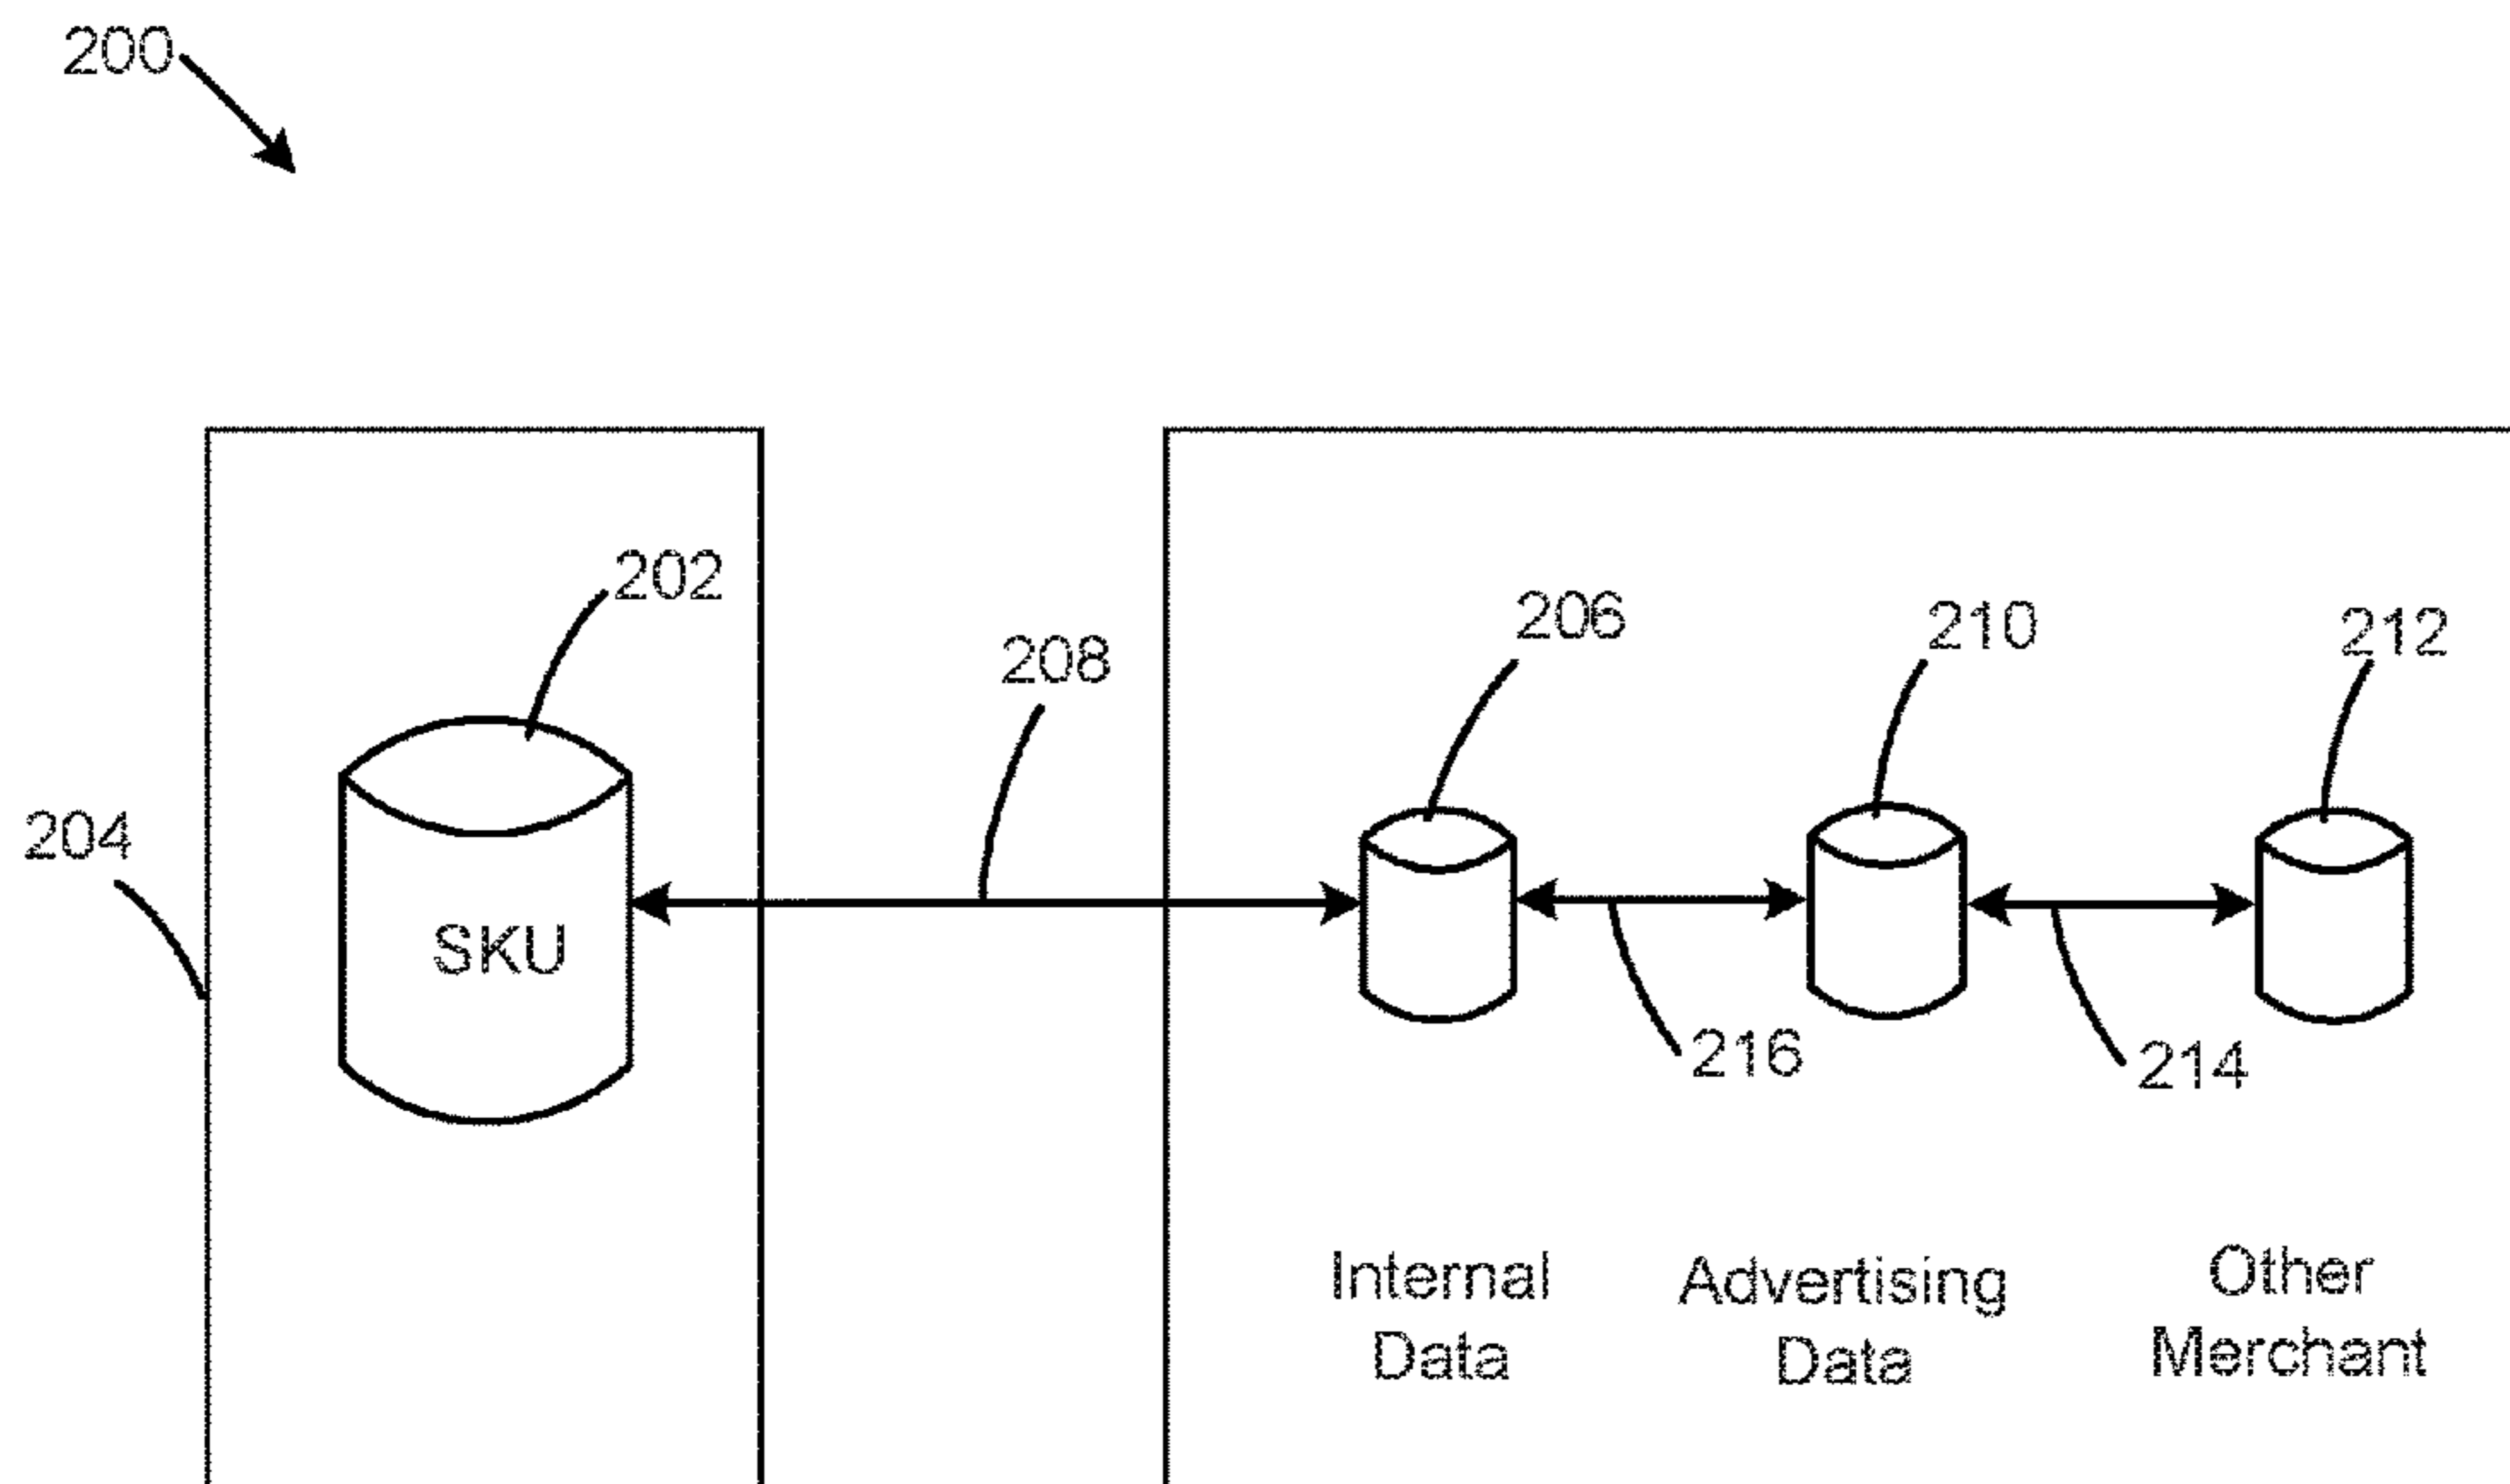 200
202
206
210
212
208
204
SKU
216
214
Internal
Data
Advertising
Data
Other
Merchant